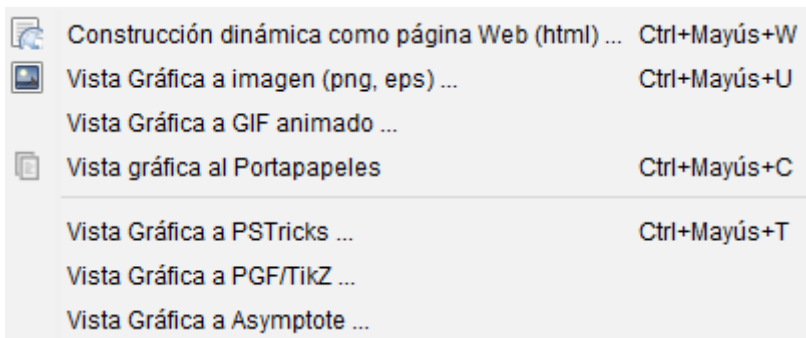 Construcción dinámica como página Web (html) ... Ctrl+Mayús+W
Vista Gráfica a imagen (png, eps) ... Ctrl+Mayús+U
Vista Gráfica a GIF animado ...
Vista gráfica al Portapapeles Ctrl+Mayús+C
Vista Gráfica a PSTricks ... Ctrl+Mayús+T
Vista Gráfica a PGF/TikZ ...
Vista Gráfica a Asymptote ...